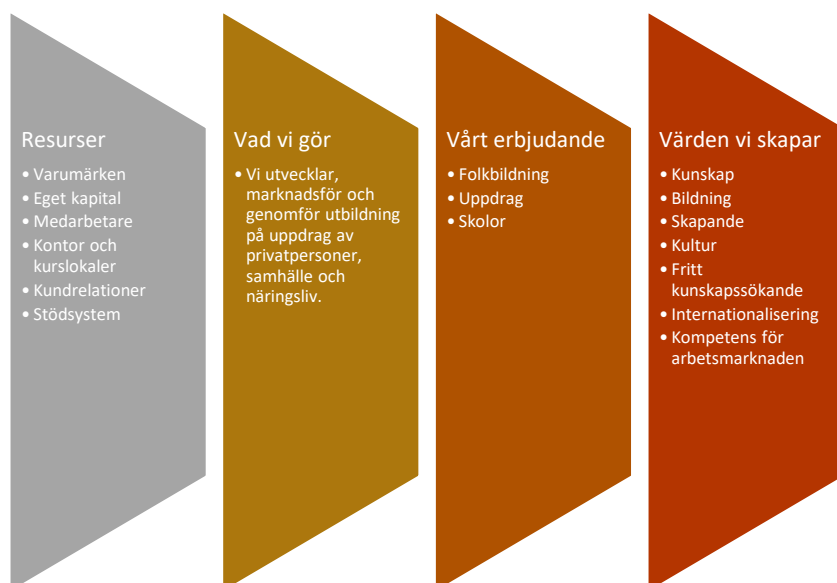 Resurser
• Varumärken
• Eget kapital
• Medarbetare
• Kontor och
kurslokaler
• Kundrelationer
• Stödsystem
Vad vi gör
• Vi utvecklar,
marknadsför och
genomför utbildning
på uppdrag av
privatpersoner,
samhälle och
näringsliv.
Vårt erbjudande
• Folkbildning
• Uppdrag
• Skolor
Värden vi skapar
• Kunskap
• Bildning
• Skapande
• Kultur
• Fritt
kunskapssökande
• Internationalisering
• Kompetens för
arbetsmarknaden